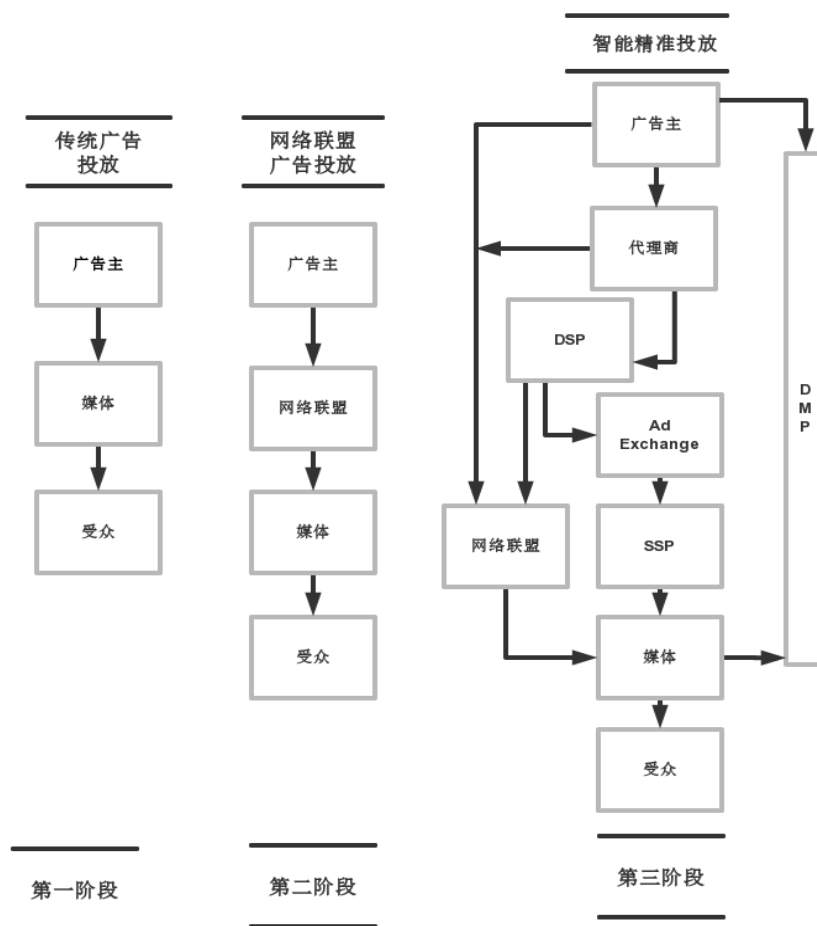 传统广告
投放
广告主
媒体
受众
第一阶段
网络联盟
广告投放
广告主
网络联盟
媒体
受众
第二阶段
智能精准投放
广告主
代理商
DSP
Ad
Exchange
网络联盟
SSP
媒体
受众
D
M
P
第三阶段